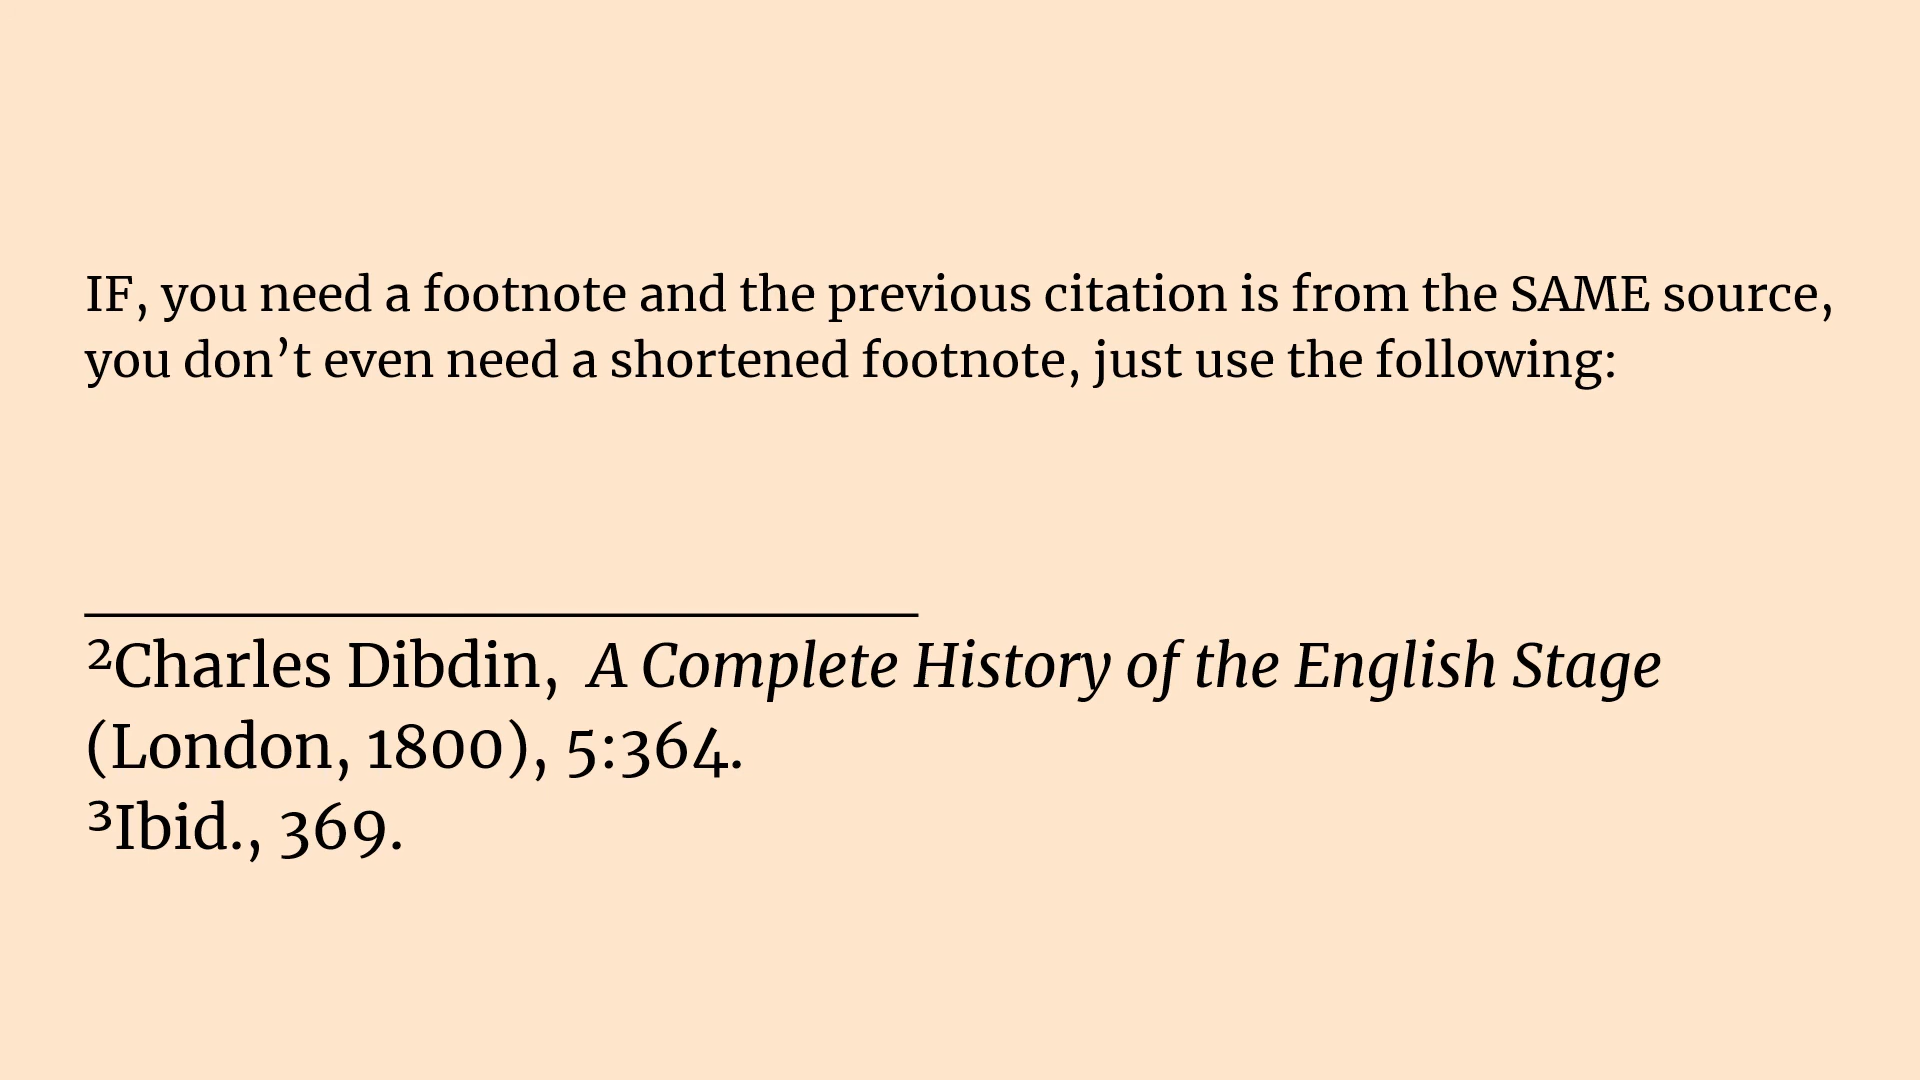 IF, you need a footnote and the previous citation is from the SAME source,
you don’t even need a shortened footnote, just use the following:
²Charles Dibdin,  A Complete History of the English Stage
(London, 1800), 5:364.
³Ibid., 369.